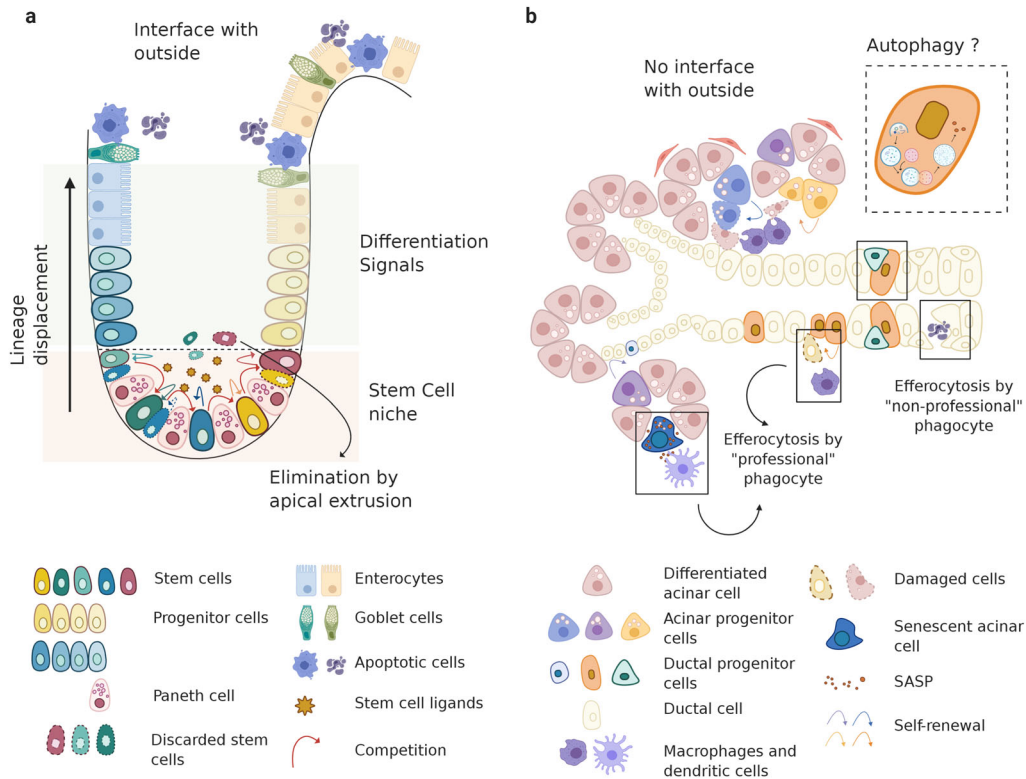 a
Interface with
outside
Lineage
displacement
Differentiation
Signals
Stem Cell
niche
Elimination by
apical extrusion
Stem cells
Progenitor cells
Paneth cell
Discarded stem
cells
Enterocytes
Goblet cells
Apoptotic cells
Stem cell ligands
Competition
b
No interface
with outside
Autophagy ?
Efferocytosis by
"non-professional"
phagocyte
Efferocytosis by
"professional"
phagocyte
Differentiated
acinar cell
Acinar progenitor
cells
Ductal progenitor
cells
Ductal cell
Macrophages and
dendritic cells
Damaged cells
Senescent acinar
cell
SASP
Self-renewal